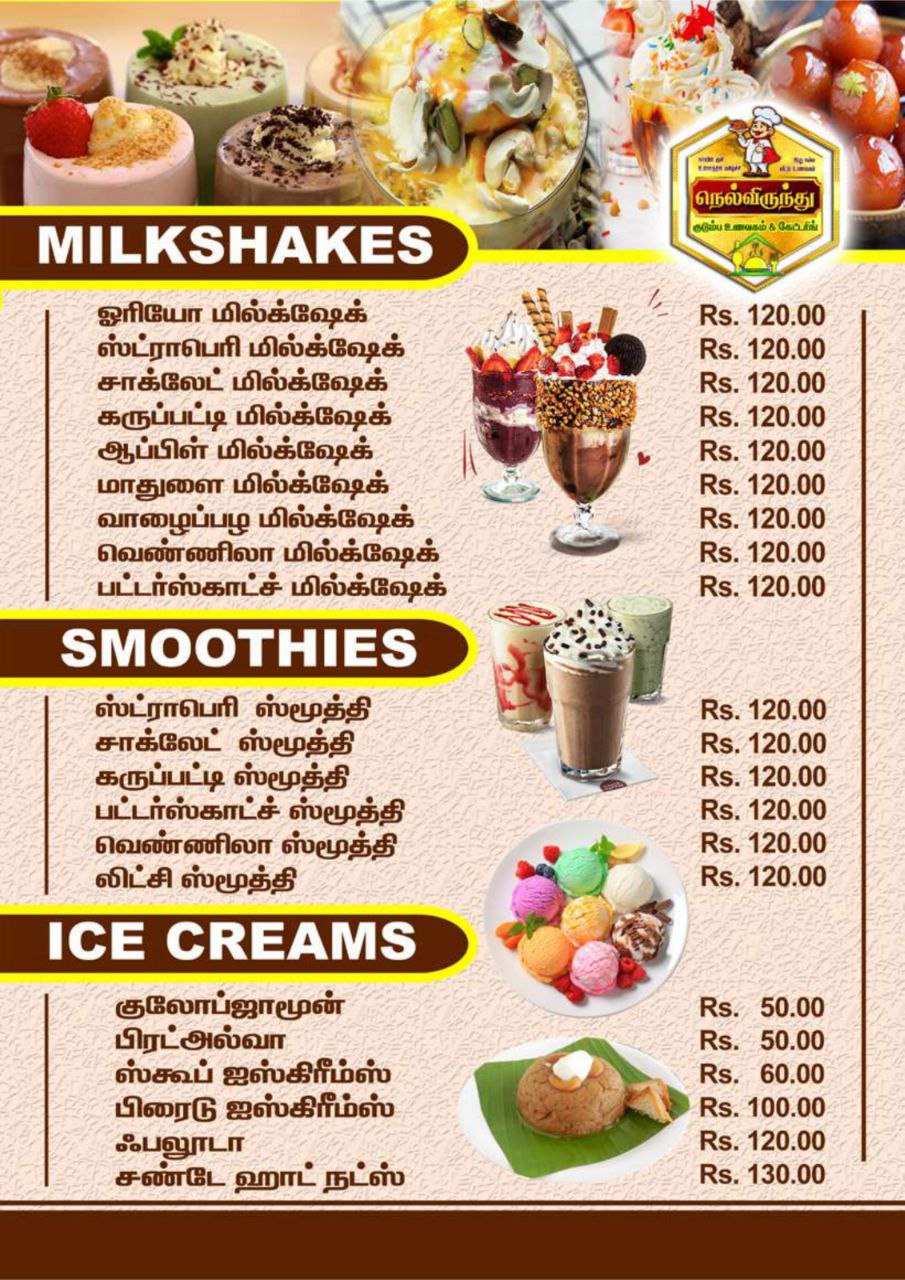 நெல்விருந்து
குடும்ப உணவகம் & கேட்டரிங்
MILKSHAKES
ஓரியோ மில்க்ஷேக் Rs. 120.00
ஸ்ட்ராபெரி மில்க்ஷேக் Rs. 120.00
சாக்லேட் மில்க்ஷேக் Rs. 120.00
கருப்பட்டி மில்க்ஷேக் Rs. 120.00
ஆப்பிள் மில்க்ஷேக் Rs. 120.00
மாதுளை மில்க்ஷேக் Rs. 120.00
வாழைப்பழ மில்க்ஷேக் Rs. 120.00
வெண்ணிலா மில்க்ஷேக் Rs. 120.00
பட்டர்ஸ்காட்ச் மில்க்ஷேக் Rs. 120.00
SMOOTHIES
ஸ்ட்ராபெரி ஸ்மூத்தி Rs. 120.00
சாக்லேட் ஸ்மூத்தி Rs. 120.00
கருப்பட்டி ஸ்மூத்தி Rs. 120.00
பட்டர்ஸ்காட்ச் ஸ்மூத்தி Rs. 120.00
வெண்ணிலா ஸ்மூத்தி Rs. 120.00
லிட்சி ஸ்மூத்தி Rs. 120.00
ICE CREAMS
குலோப்ஜாமூன் Rs. 50.00
பிரட்அல்வா Rs. 50.00
ஸ்கூப் ஐஸ்கிரீம்ஸ் Rs. 60.00
பிரைடு ஐஸ்கிரீம்ஸ் Rs. 100.00
ஃபலூடா Rs. 120.00
சண்டே ஹாட் நட்ஸ் Rs. 130.00